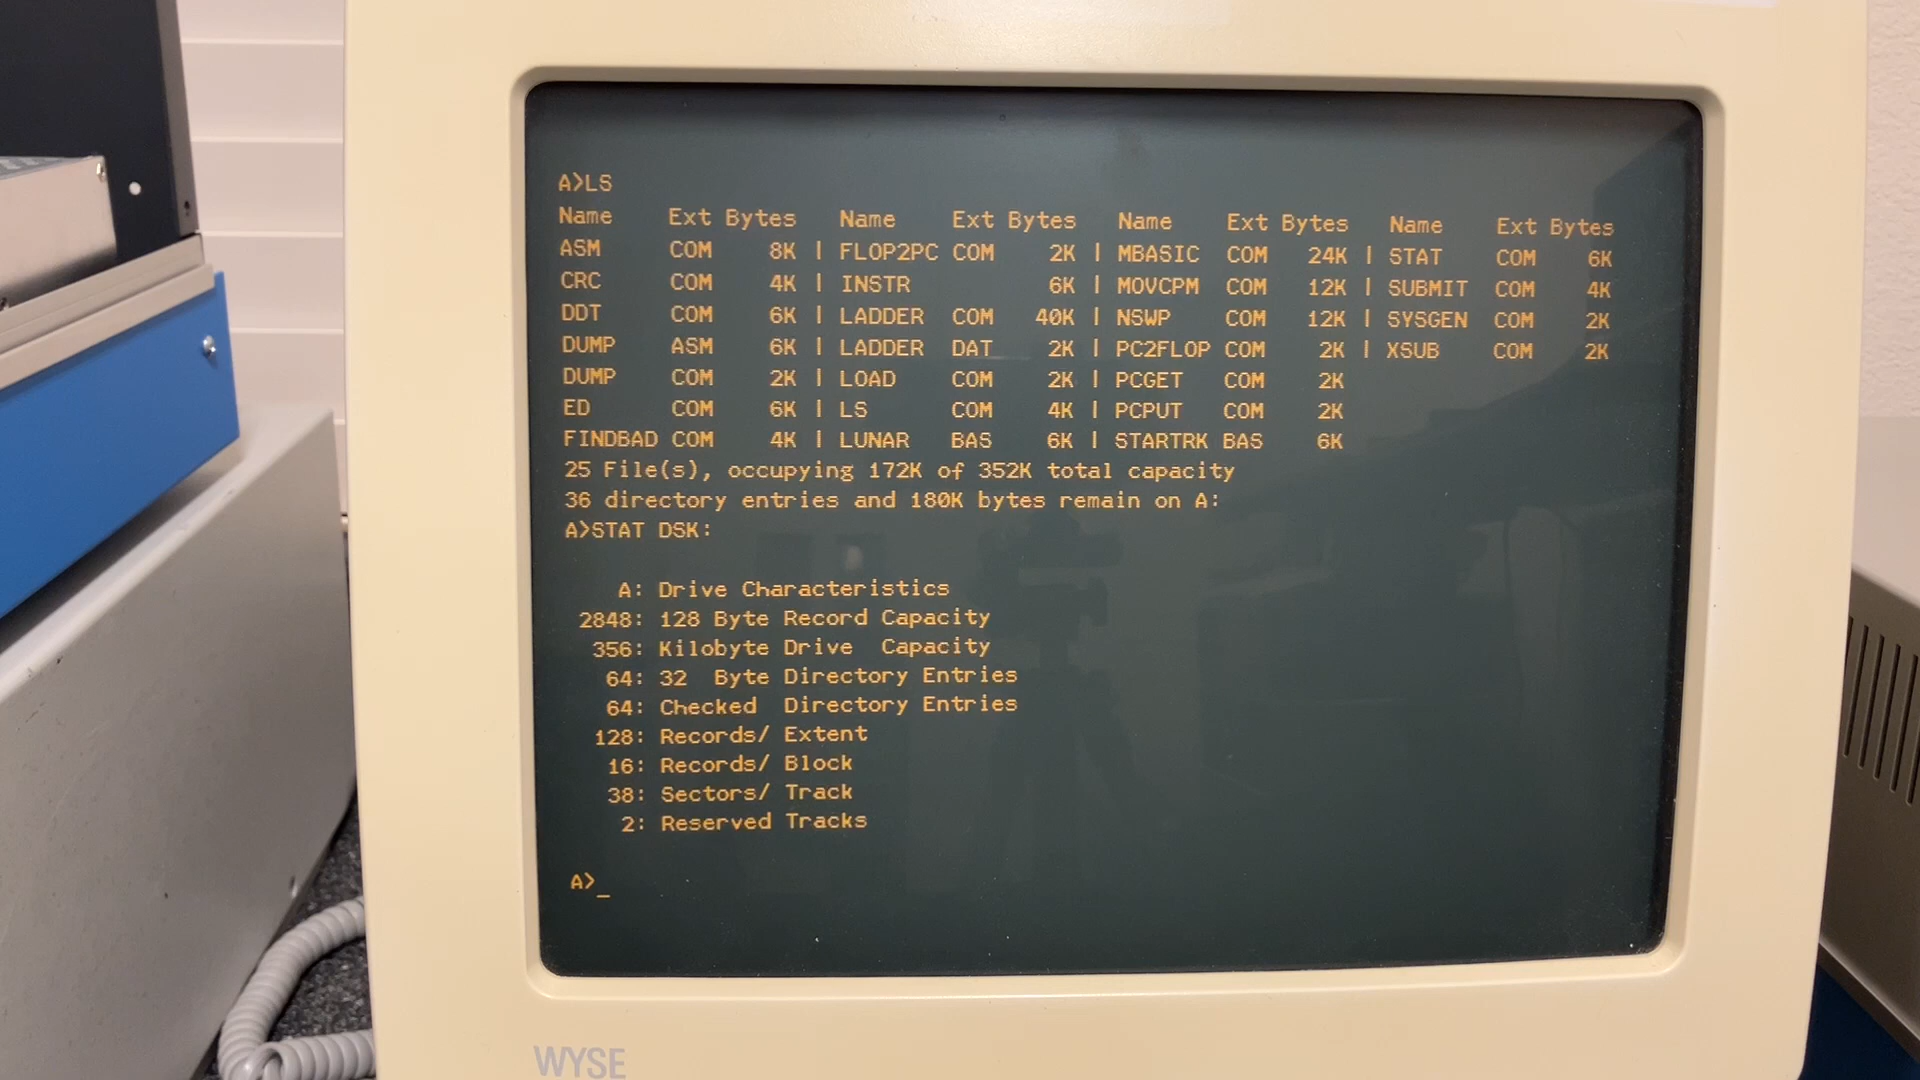 A>LS
Name    Ext Bytes   Name    Ext Bytes   Name    Ext Bytes   Name    Ext Bytes
ASM     COM    8K | FLOP2PC COM    2K | MBASIC  COM   24K | STAT    COM    6K
CRC     COM    4K | INSTR          6K | MOVCPM  COM   12K | SUBMIT  COM    4K
DDT     COM    6K | LADDER  COM   40K | NSWP    COM   12K | SYSGEN  COM    2K
DUMP    ASM    6K | LADDER  DAT    2K | PC2FLOP COM    2K | XSUB    COM    2K
DUMP    COM    2K | LOAD    COM    2K | PCGET   COM    2K
ED      COM    6K | LS      COM    4K | PCPUT   COM    2K
FINDBAD COM    4K | LUNAR   BAS    6K | STARTRK BAS    6K
25 File(s), occupying 172K of 352K total capacity
36 directory entries and 180K bytes remain on A:
A>STAT DSK:
A: Drive Characteristics
2848: 128 Byte Record Capacity
356: Kilobyte Drive  Capacity
64: 32  Byte Directory Entries
64: Checked  Directory Entries
128: Records/ Extent
16: Records/ Block
38: Sectors/ Track
2: Reserved Tracks
A>_
WYSE